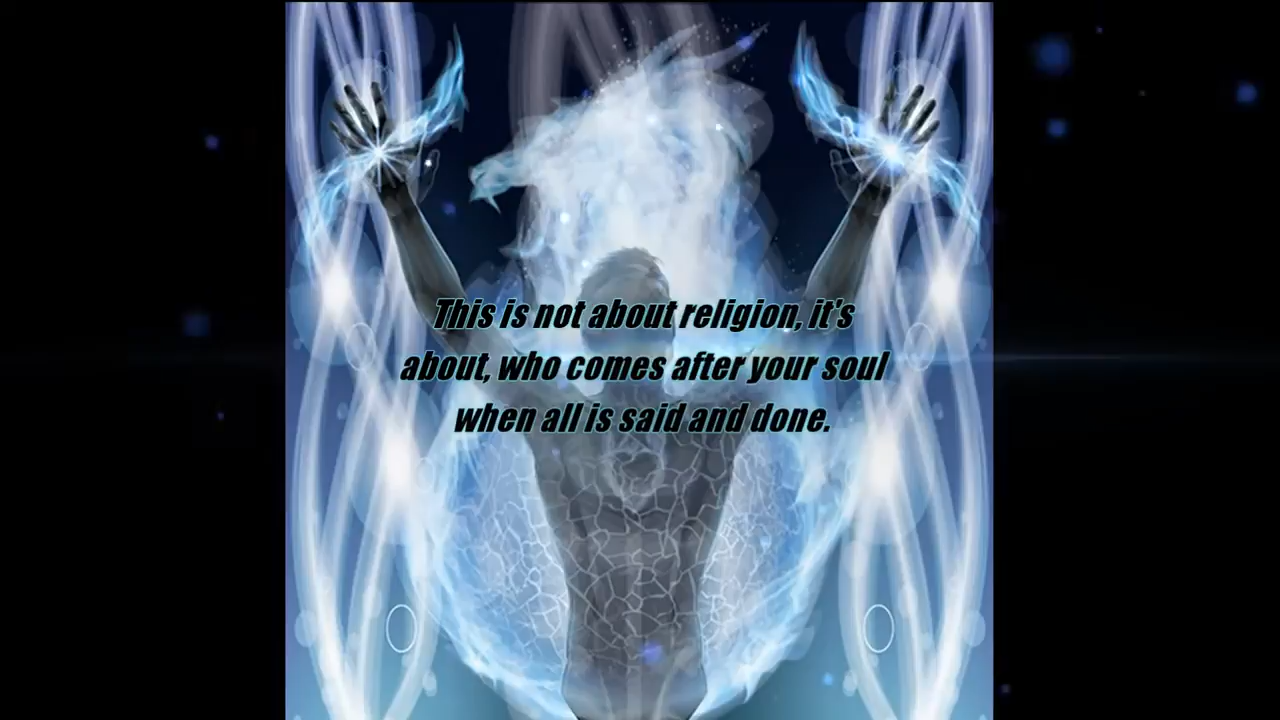 This is not about religion, it's
about, who comes after your soul
when all is said and done.